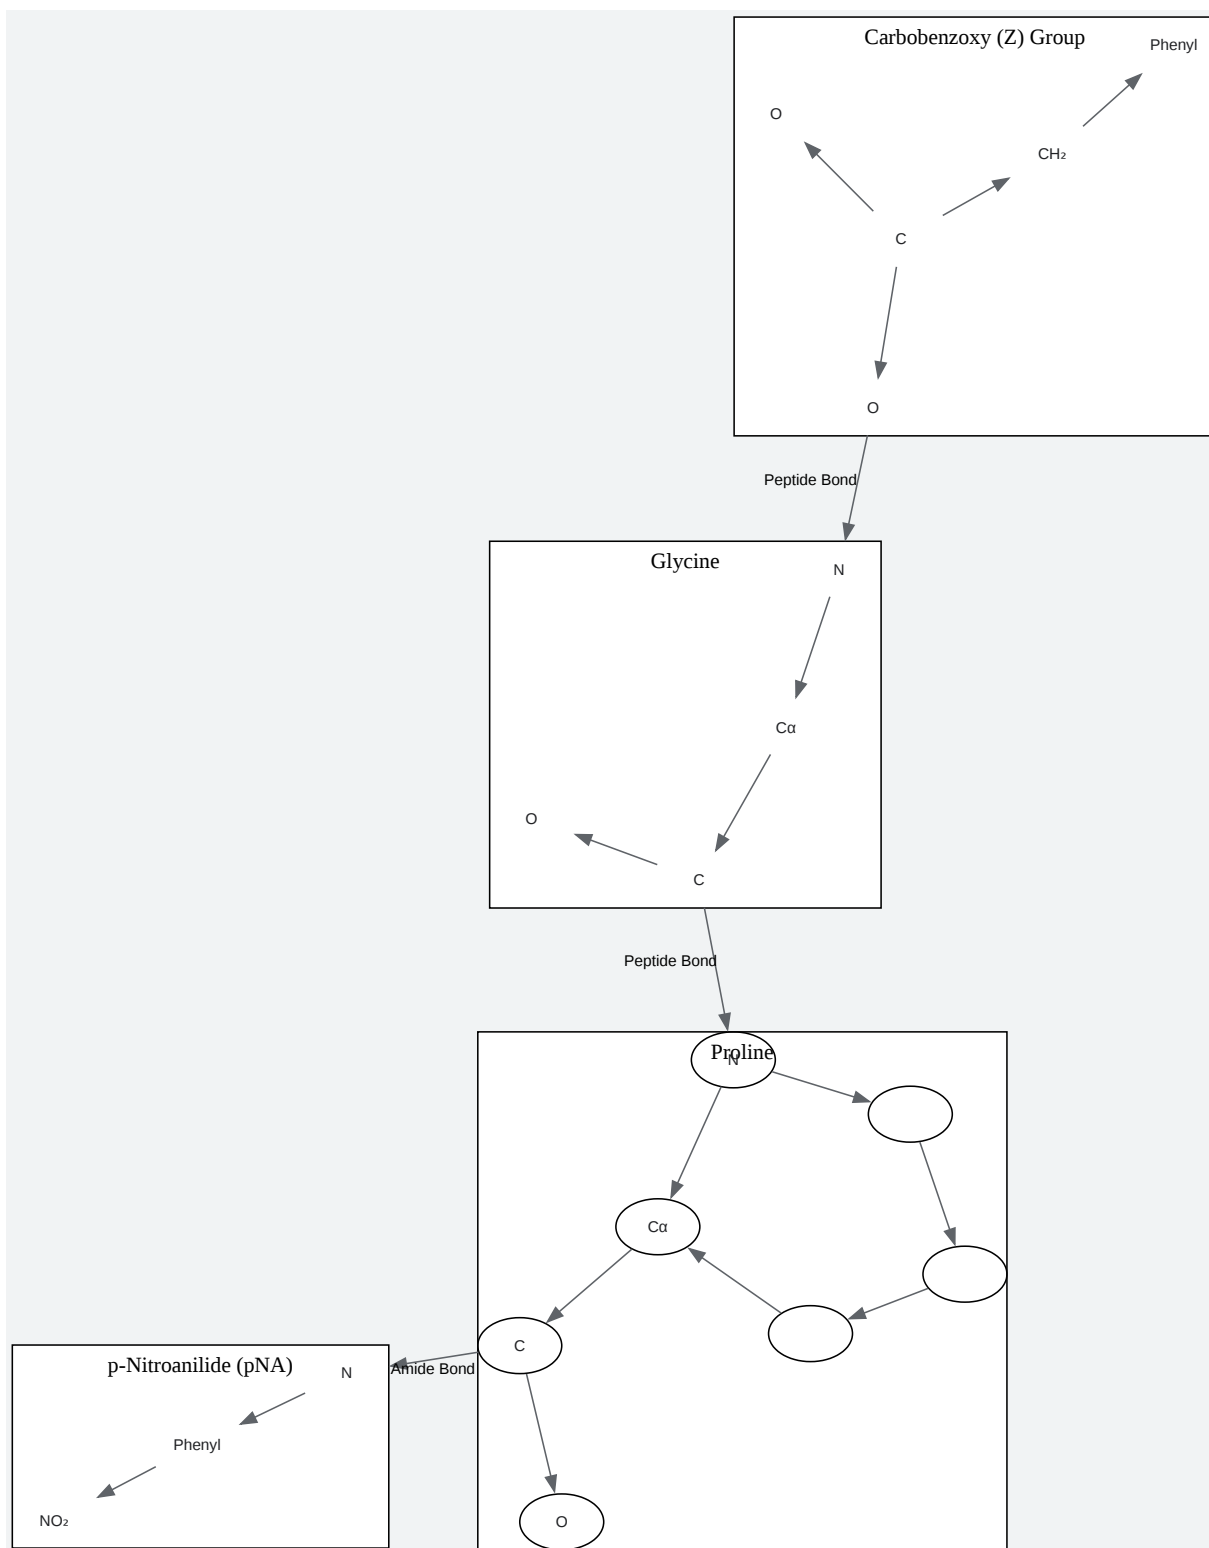 Carbobenzoxy (Z) Group
Phenyl
O
CH₂
C
O
Peptide Bond
Glycine
N
Cα
O
C
Peptide Bond
Proline
N
Cα
C
O
Amide Bond
p-Nitroanilide (pNA)
N
Phenyl
NO₂